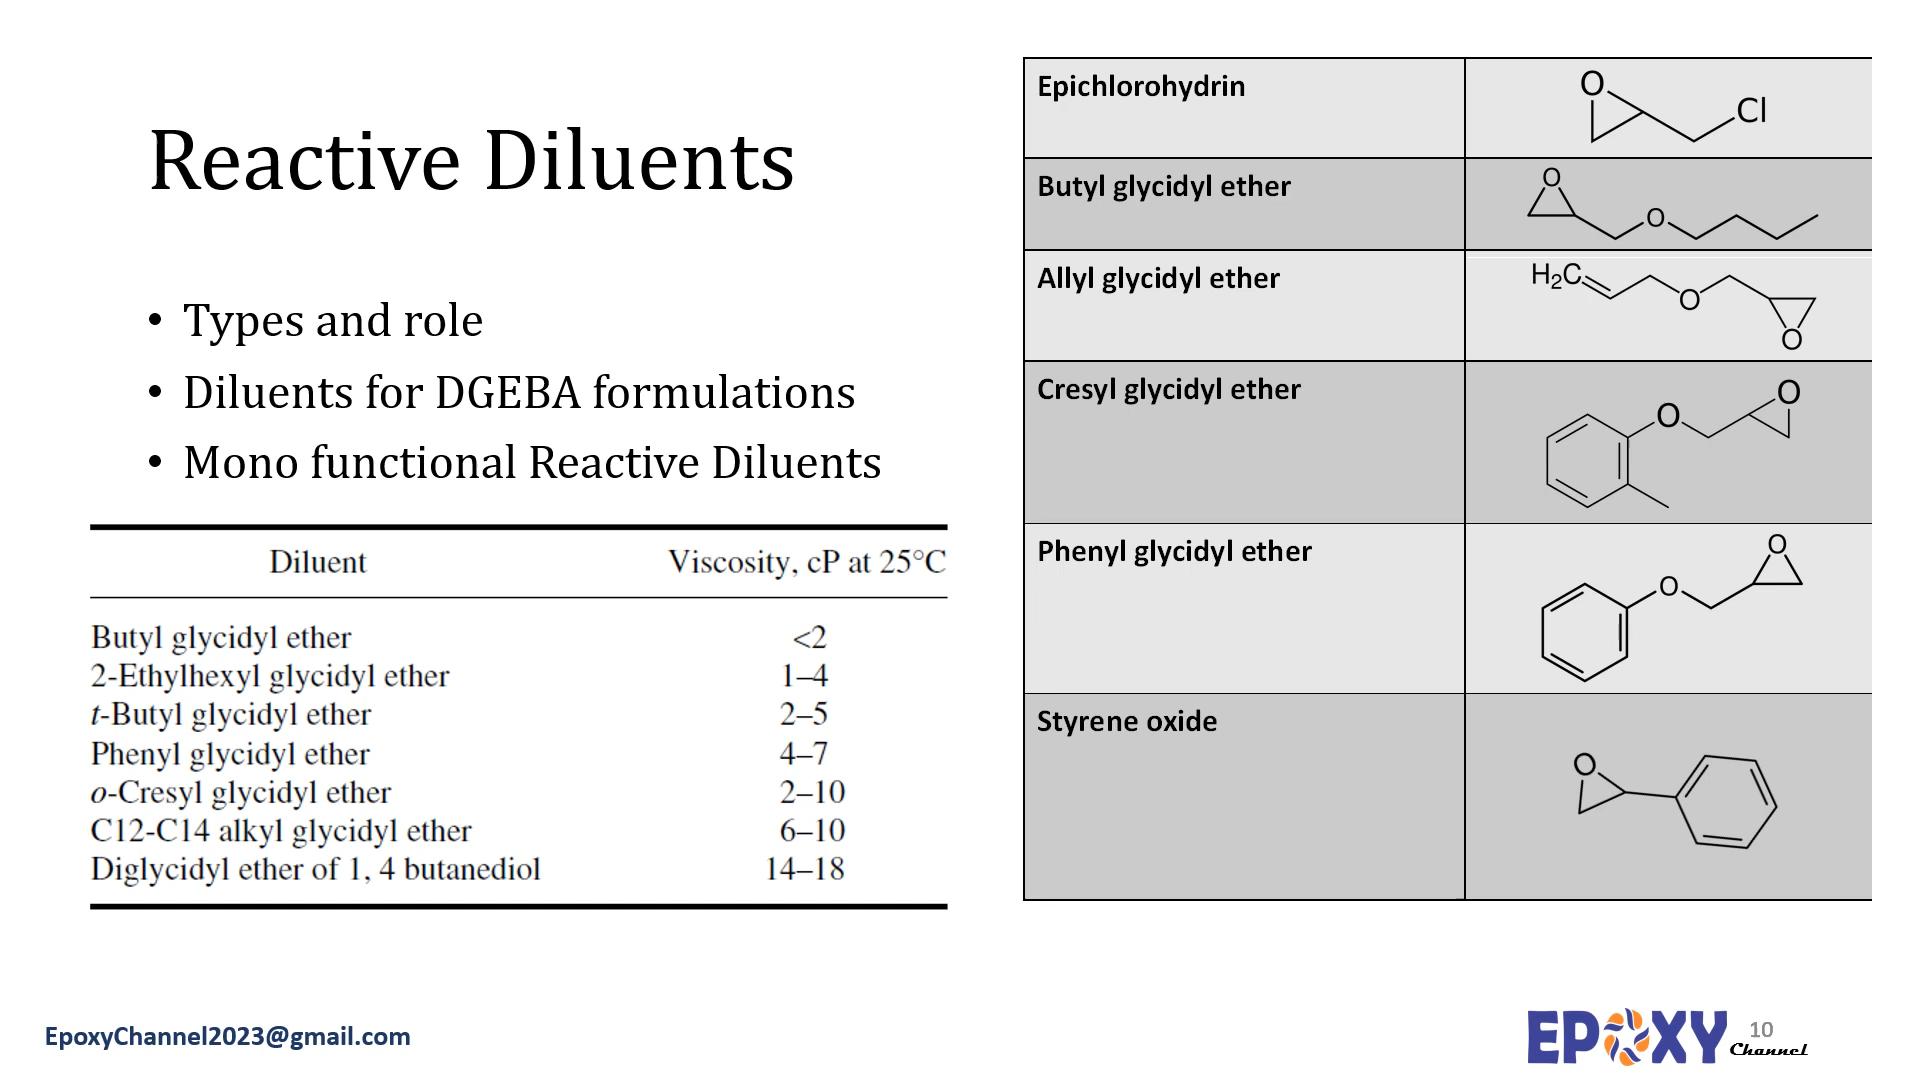 Reactive Diluents
• Types and role
• Diluents for DGEBA formulations
• Mono functional Reactive Diluents
Diluent Viscosity, cP at 25°C
Butyl glycidyl ether <2
2-Ethylhexyl glycidyl ether 1–4
t-Butyl glycidyl ether 2–5
Phenyl glycidyl ether 4–7
o-Cresyl glycidyl ether 2–10
C12-C14 alkyl glycidyl ether 6–10
Diglycidyl ether of 1, 4 butanediol 14–18
Epichlorohydrin
O
Cl
Butyl glycidyl ether
O
O
Allyl glycidyl ether
H₂C
O
O
Cresyl glycidyl ether
O
O
Phenyl glycidyl ether
O
O
Styrene oxide
O
EpoxyChannel2023@gmail.com
EPOXY
Channel
10